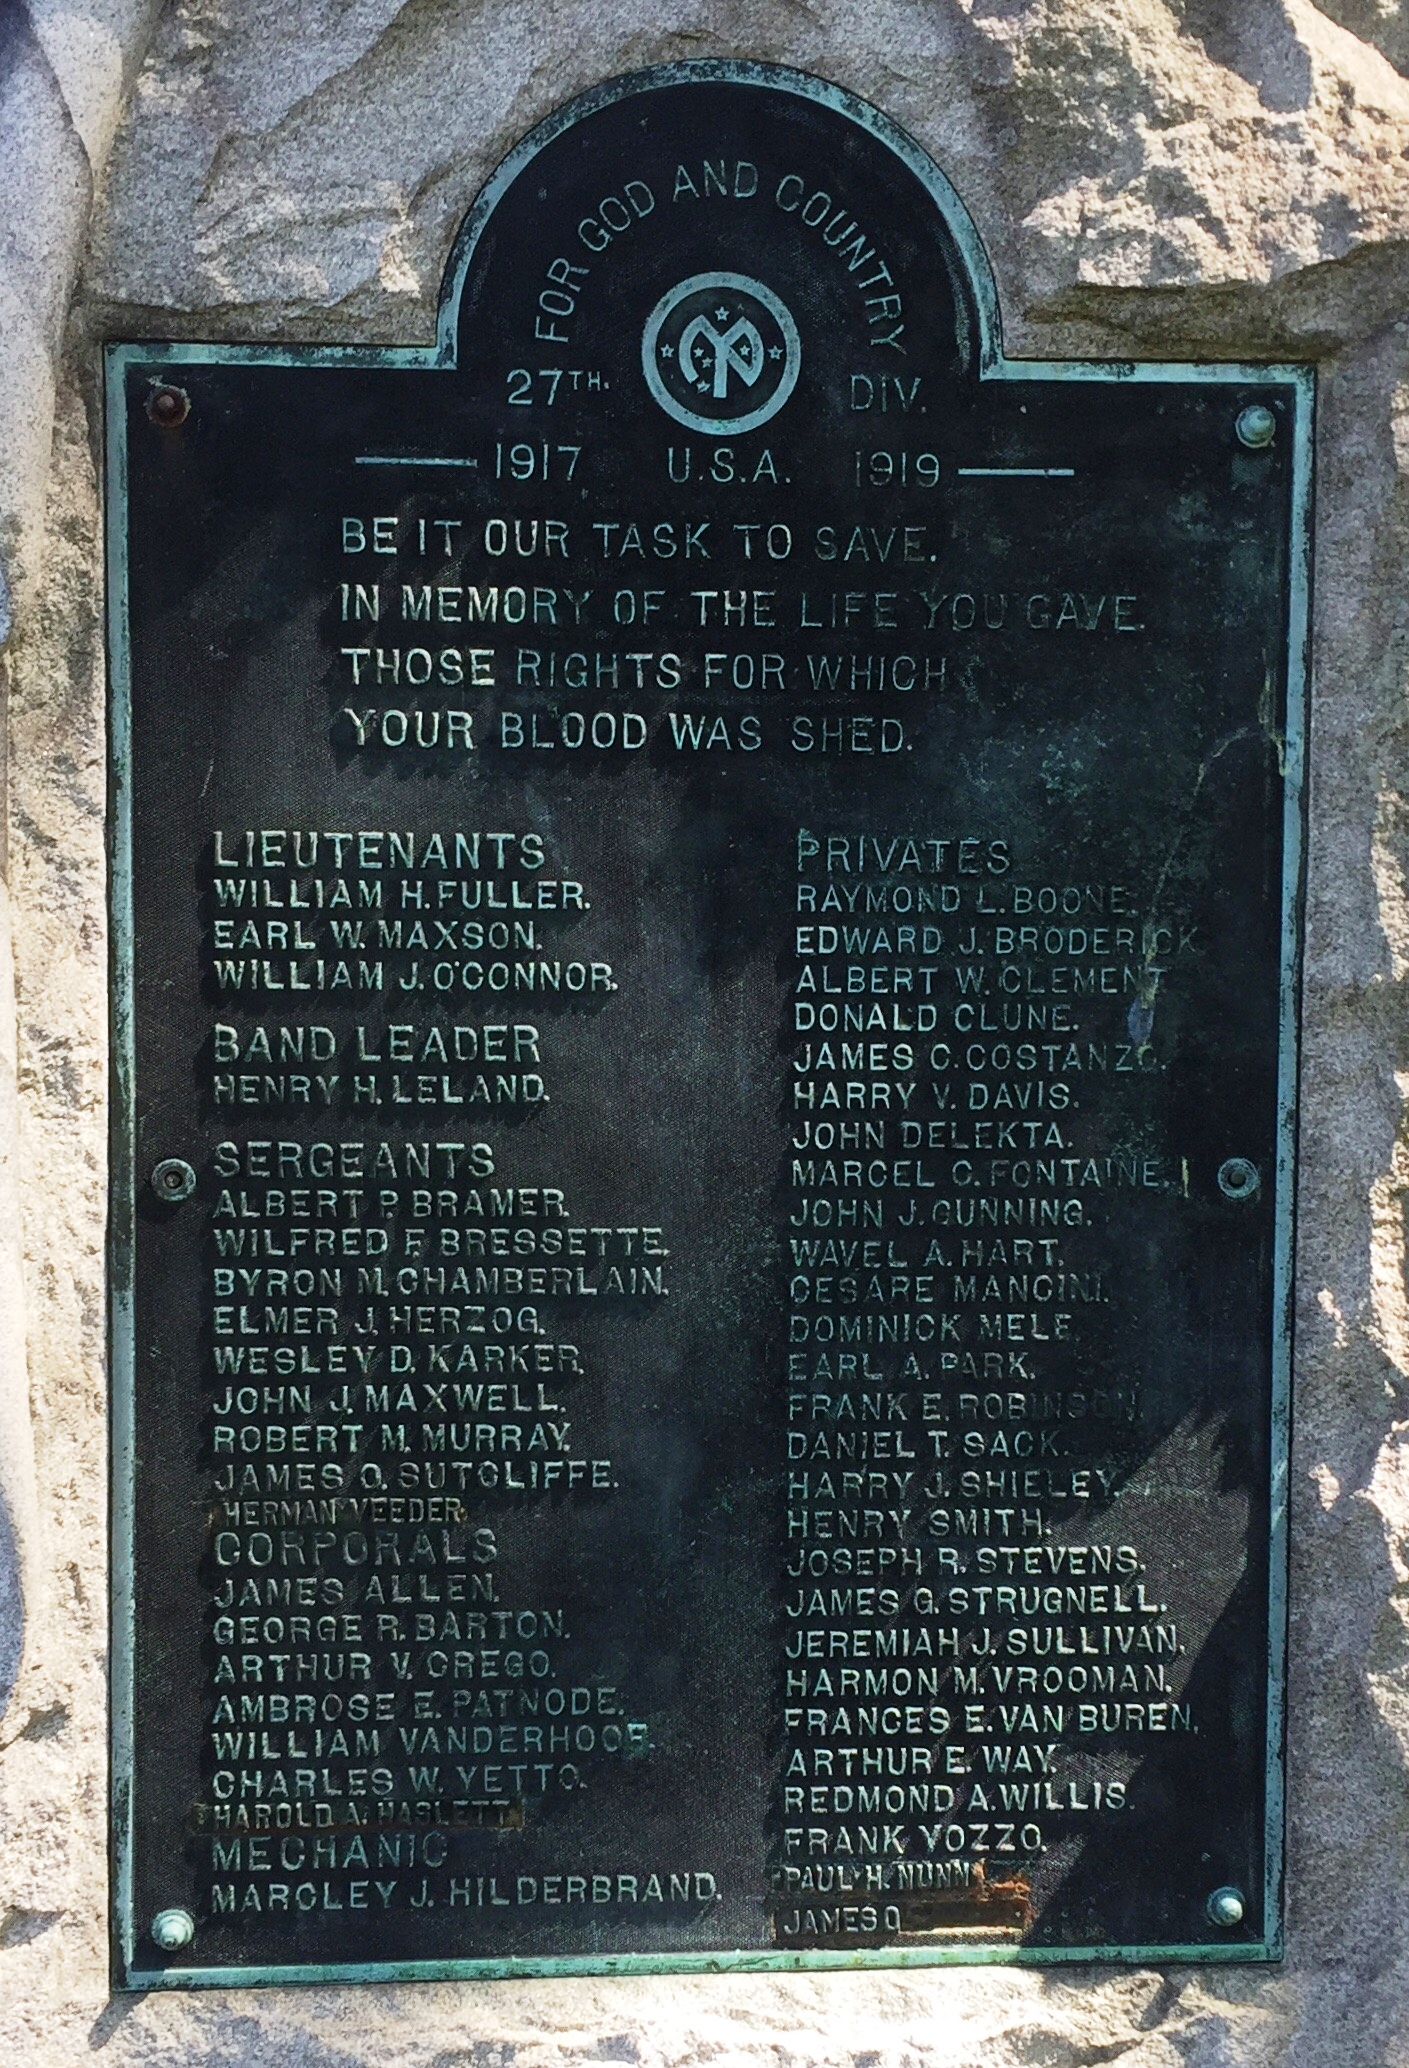 FOR GOD AND COUNTRY
27TH. DIV.
1917 U.S.A. 1919
BE IT OUR TASK TO SAVE.
IN MEMORY OF THE LIFE YOU GAVE.
THOSE RIGHTS FOR WHICH
YOUR BLOOD WAS SHED.
LIEUTENANTS
WILLIAM H. FULLER.
EARL W. MAXSON.
WILLIAM J. O'CONNOR.
BAND LEADER
HENRY H. LELAND.
SERGEANTS
ALBERT P. BRAMER.
WILFRED F. BRESSETTE.
BYRON M. CHAMBERLAIN.
ELMER J. HERZOG.
WESLEY D. KARKER.
JOHN J. MAXWELL.
ROBERT M. MURRAY.
JAMES O. SUTCLIFFE.
HERMAN VEEDER.
CORPORALS
JAMES ALLEN.
GEORGE R. BARTON.
ARTHUR V. CREGO.
AMBROSE E. PATNODE.
WILLIAM VANDERHOOF.
CHARLES W. YETTO.
HAROLD A. HASLETT
MECHANIC
MARCLEY J. HILDERBRAND.
PRIVATES
RAYMOND L. BOONE.
EDWARD J. BRODERICK
ALBERT W. CLEMENT
DONALD CLUNE.
JAMES C. COSTANZO.
HARRY V. DAVIS.
JOHN DELEKTA.
MARCEL C. FONTAINE.
JOHN J. GUNNING.
WAVEL A. HART.
CESARE MANCINI.
DOMINICK MELE.
EARL A. PARK.
FRANK E. ROBINSON.
DANIEL T. SACK.
HARRY J. SHIELEY.
HENRY SMITH.
JOSEPH R. STEVENS.
JAMES G. STRUGNELL.
JEREMIAH J. SULLIVAN.
HARMON M. VROOMAN.
FRANCES E. VAN BUREN.
ARTHUR E. WAY.
REDMOND A. WILLIS.
FRANK YOZZO.
PAUL H. NUNN
JAMES